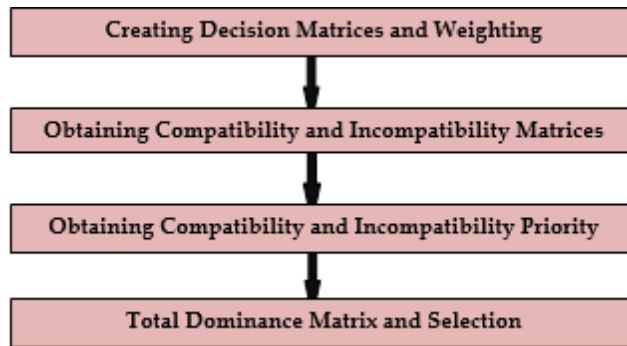 Creating Decision Matrices and Weighting
Obtaining Compatibility and Incompatibility Matrices
Obtaining Compatibility and Incompatibility Priority
Total Dominance Matrix and Selection